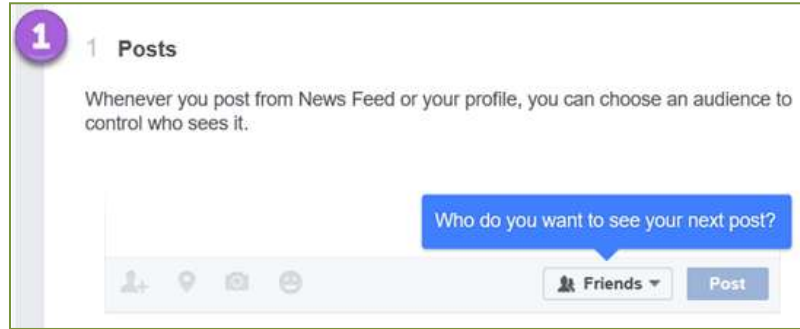 1
1 Posts
Whenever you post from News Feed or your profile, you can choose an audience to
control who sees it.
Who do you want to see your next post?
Friends
Post